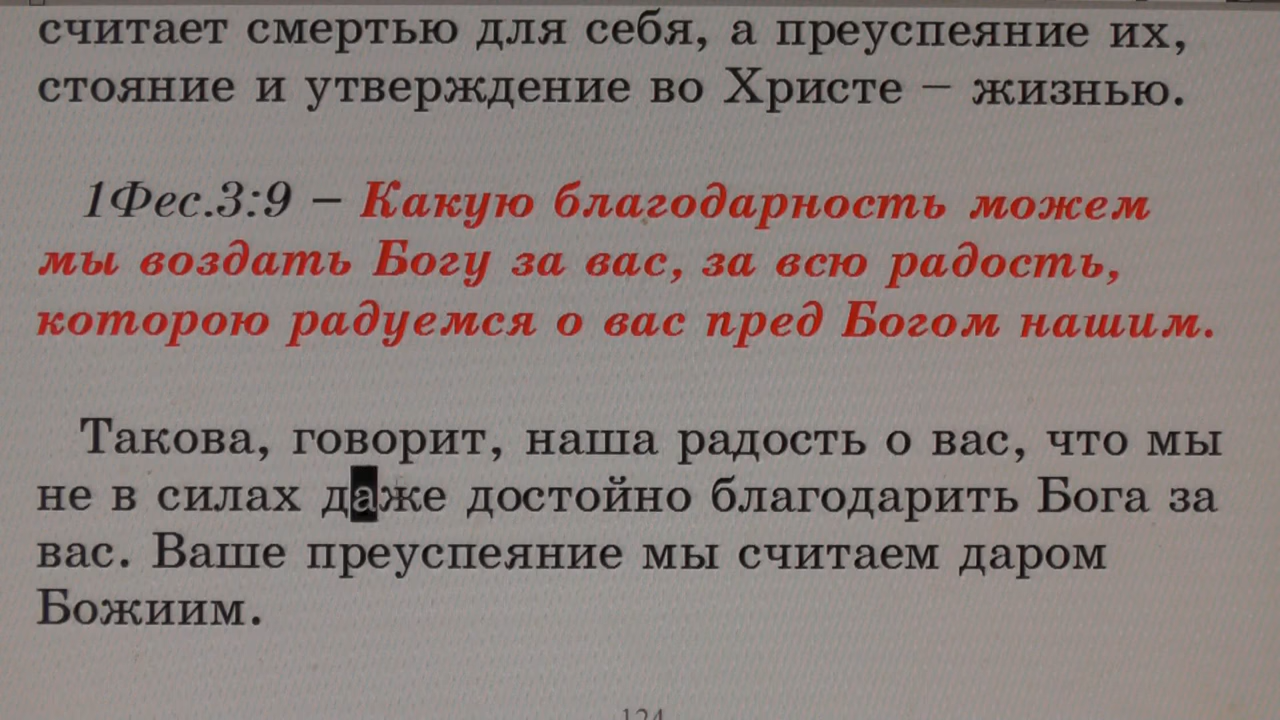 считает смертью для себя, а преуспеяние их,
стояние и утверждение во Христе – жизнью.
1Фес.3:9 – Какую благодарность можем
мы воздать Богу за вас, за всю радость,
которою радуемся о вас пред Богом нашим.
Такова, говорит, наша радость о вас, что мы
не в силах даже достойно благодарить Бога за
вас. Ваше преуспеяние мы считаем даром
Божиим.
124